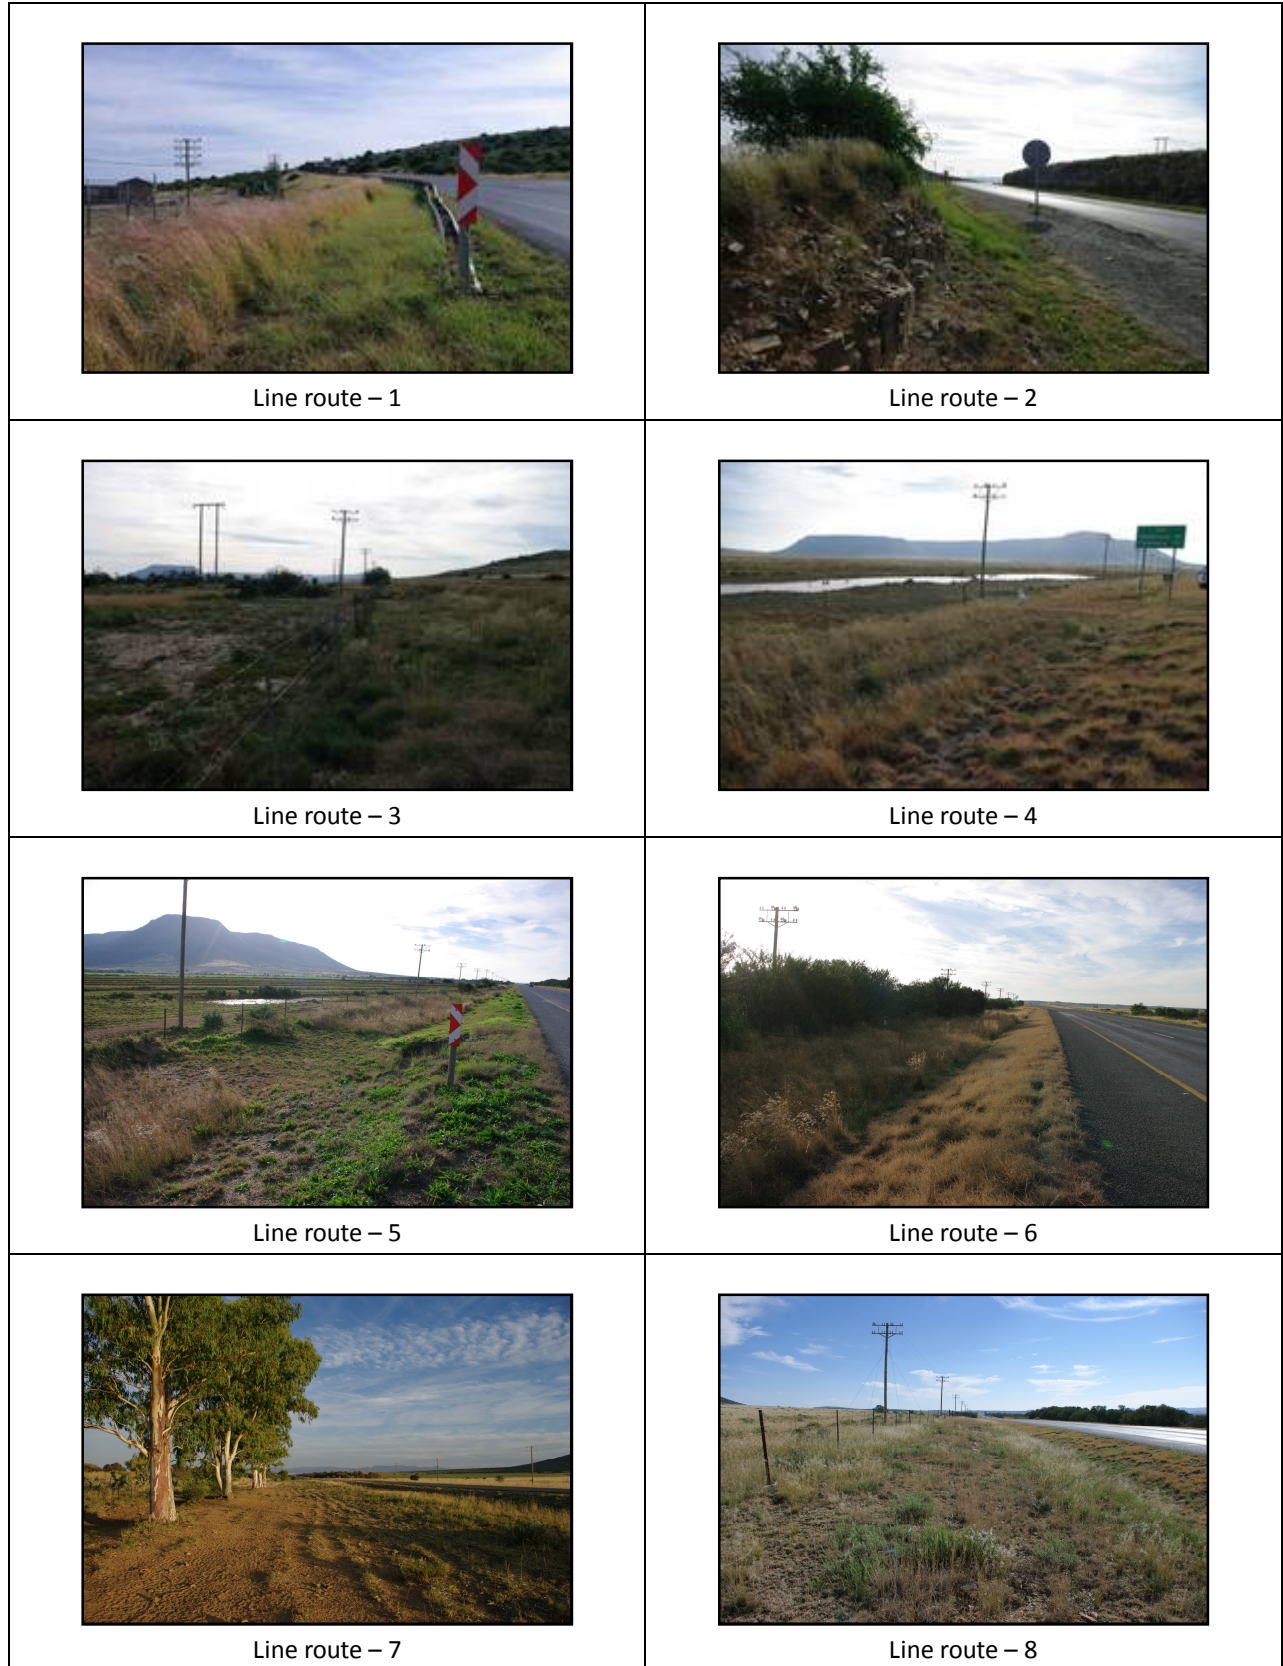 Line route – 1
Line route – 2
Line route – 3
Line route – 4
Line route – 5
Line route – 6
Line route – 7
Line route – 8